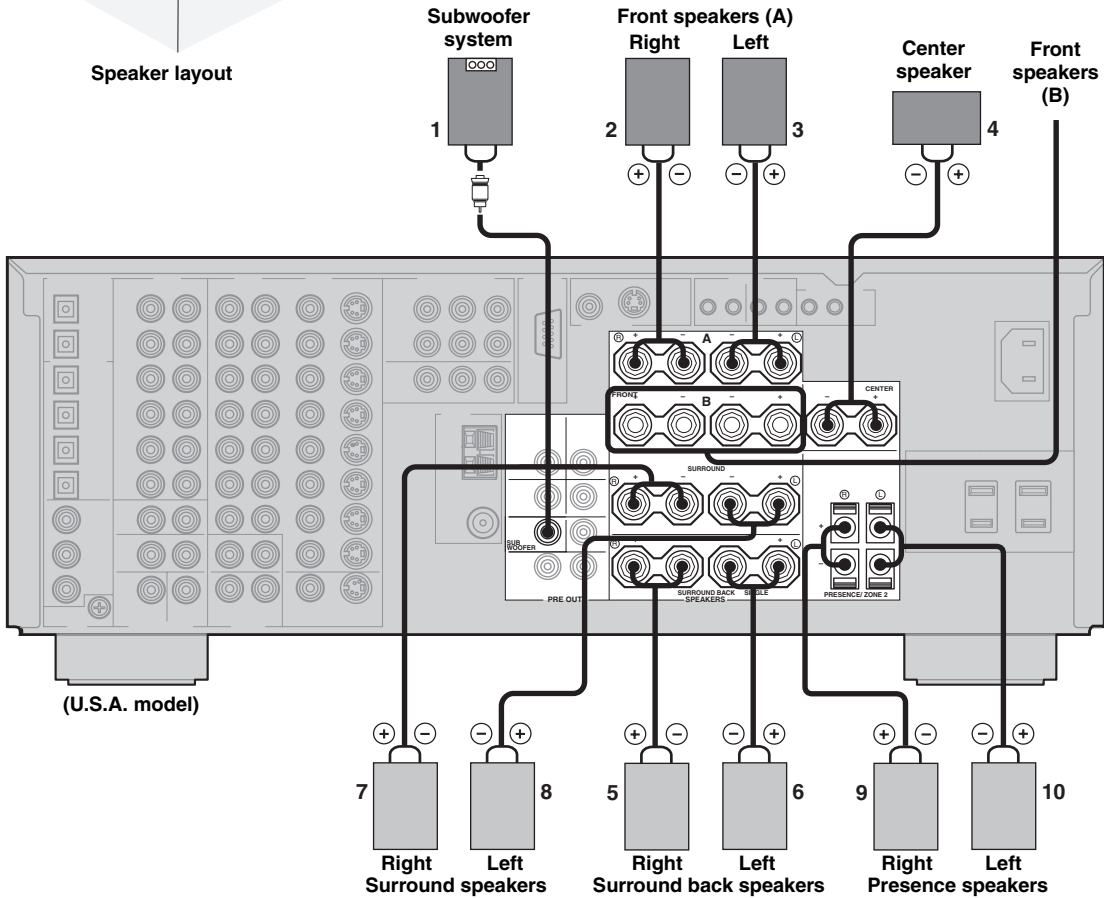 Subwoofer
system
Front speakers (A)
Right Left
Center
speaker
Front
speakers
(B)
Speaker layout
1
2
3
4
+ − − + − +
R + − A − + L
FRONT + − B − +
CENTER
− +
SURROUND
R + − − + L
SUB
WOOFER
R + − − + L
SURROUND BACK SINGLE
SPEAKERS
PRE OUT
R L
+
−
PRESENCE/ ZONE 2
(U.S.A. model)
+ − − + + − − + + − − +
7 8 5 6 9 10
Right Left
Surround speakers
Right Left
Surround back speakers
Right Left
Presence speakers